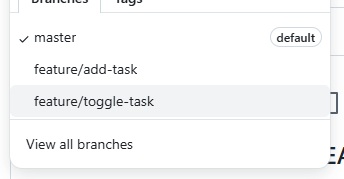 Branches Tags
master default
feature/add-task
feature/toggle-task
View all branches